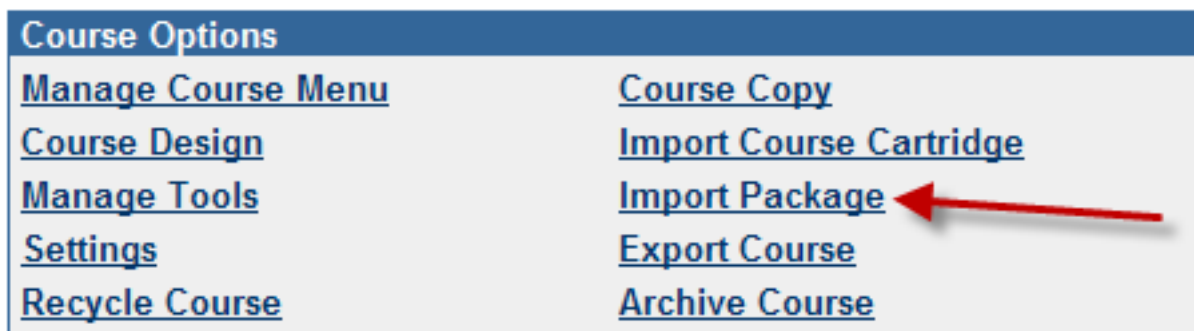 Course Options
Manage Course Menu
Course Design
Manage Tools
Settings
Recycle Course
Course Copy
Import Course Cartridge
Import Package
Export Course
Archive Course